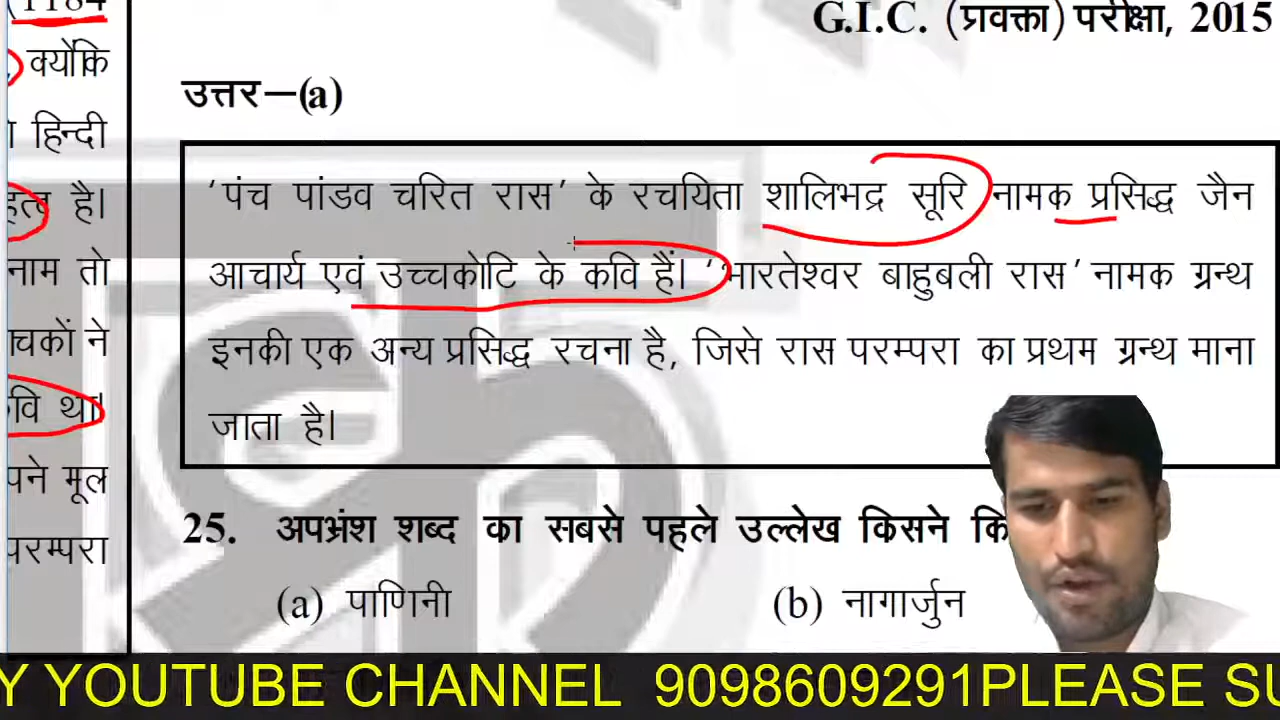 (1184
क्योंकि
G.I.C. (प्रवक्ता) परीक्षा, 2015
उत्तर–(a)
हिन्दी
है।
नाम तो
चकों ने
था।
पने मूल
परम्परा
'पंच पांडव चरित रास' के रचयिता शालिभद्र सूरि नामक प्रसिद्ध जैन
आचार्य एवं उच्चकोटि के कवि हैं। 'भारतेश्वर बाहुबली रास' नामक ग्रन्थ
इनकी एक अन्य प्रसिद्ध रचना है, जिसे रास परम्परा का प्रथम ग्रन्थ माना
जाता है।
25. अपभ्रंश शब्द का सबसे पहले उल्लेख किसने कि
(a) पाणिनी (b) नागार्जुन
Y YOUTUBE CHANNEL 9098609291PLEASE SU